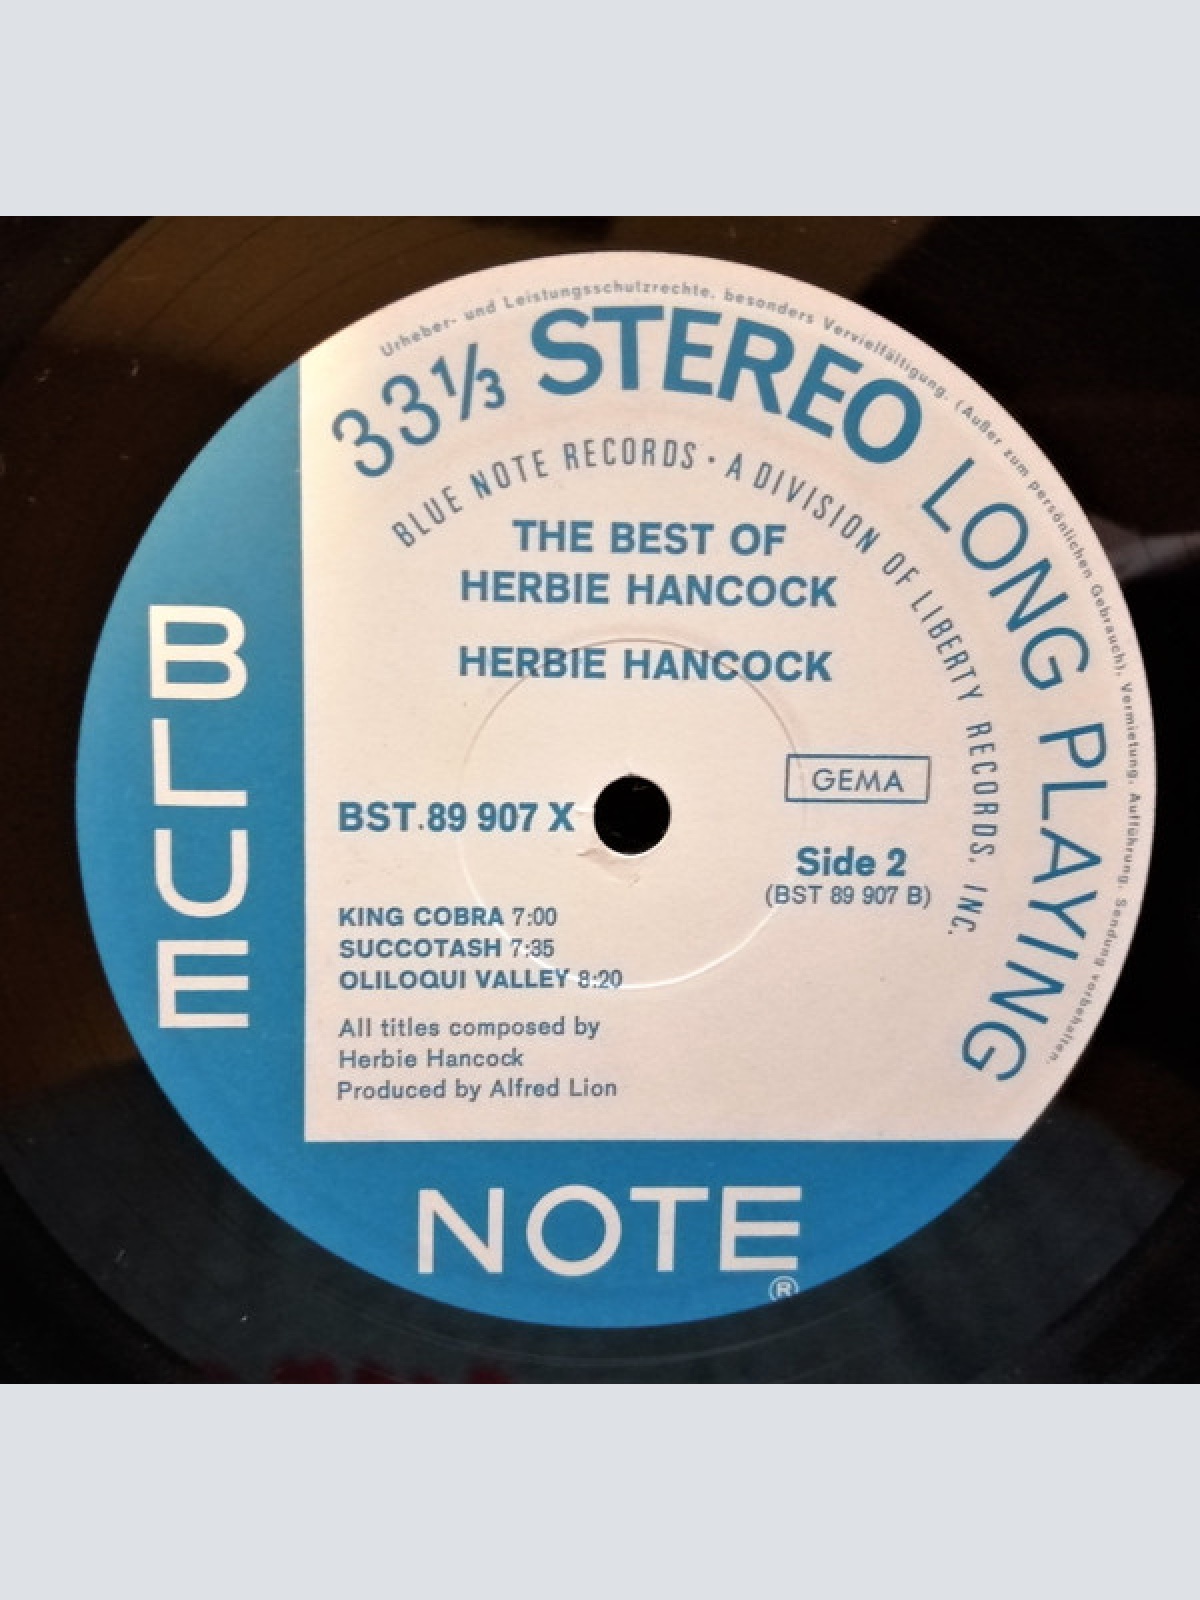 Urheber- und Leistungsschutzrechte, besonders Vervielfältigung, (Außer zum persönlichen Gebrauch), Vermietung, Aufführung, Sendung vorbehalten.
33⅓ STEREO LONG PLAYING
BLUE NOTE RECORDS · A DIVISION OF LIBERTY RECORDS, INC.
THE BEST OF
HERBIE HANCOCK
HERBIE HANCOCK
GEMA
BST.89 907 X
Side 2
(BST 89 907 B)
KING COBRA 7:00
SUCCOTASH 7:35
OLILOQUI VALLEY 8:20
All titles composed by
Herbie Hancock
Produced by Alfred Lion
BLUE
NOTE
®